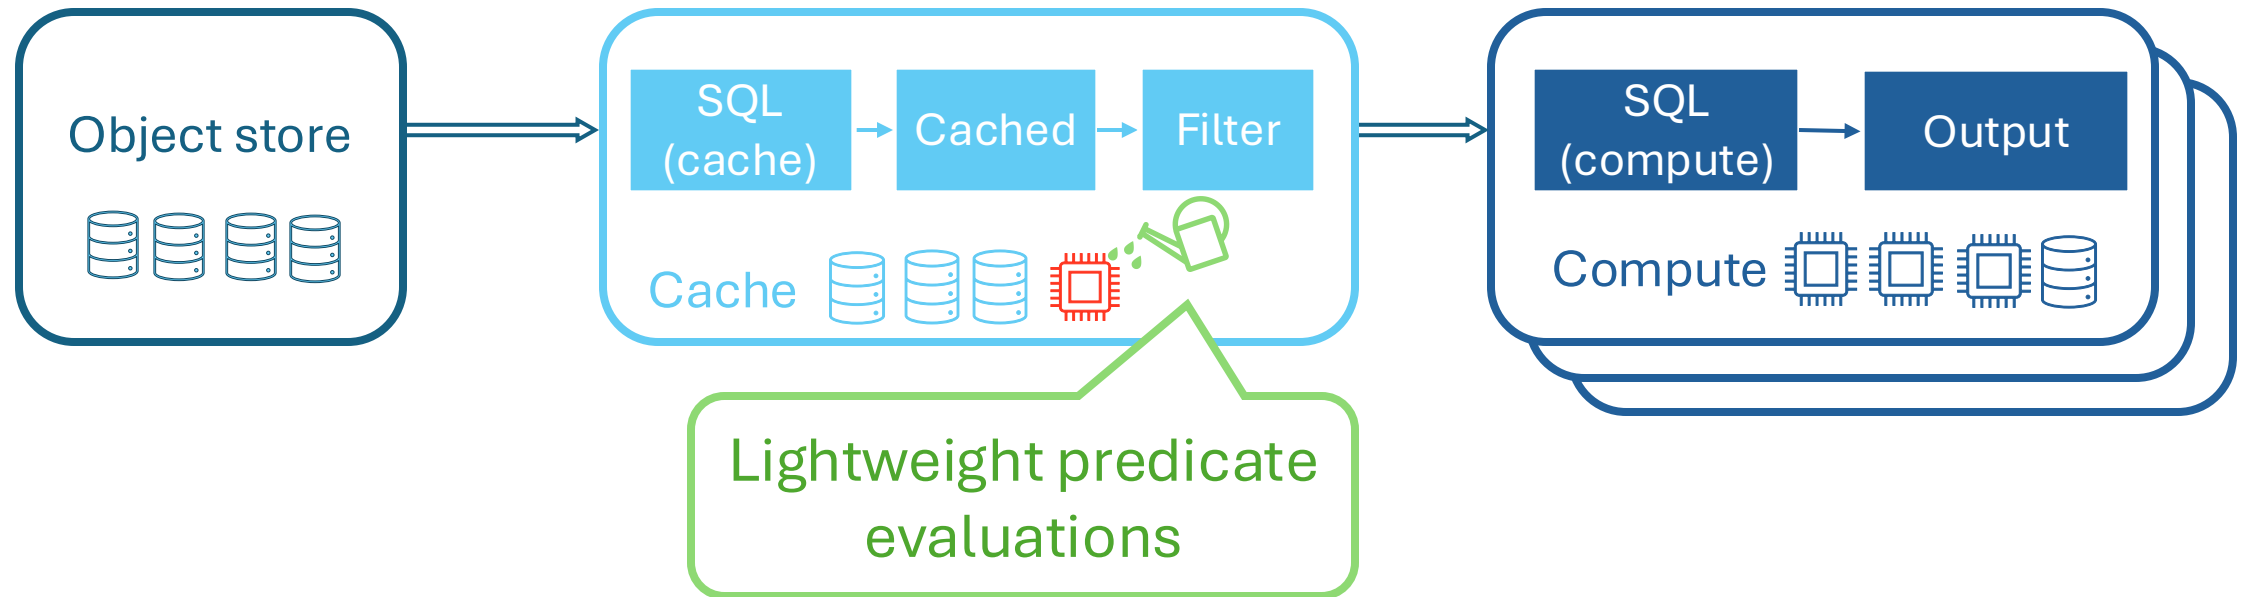 Object store
SQL
(cache)
Cached
Filter
Cache
SQL
(compute)
Output
Compute
Lightweight predicate
evaluations